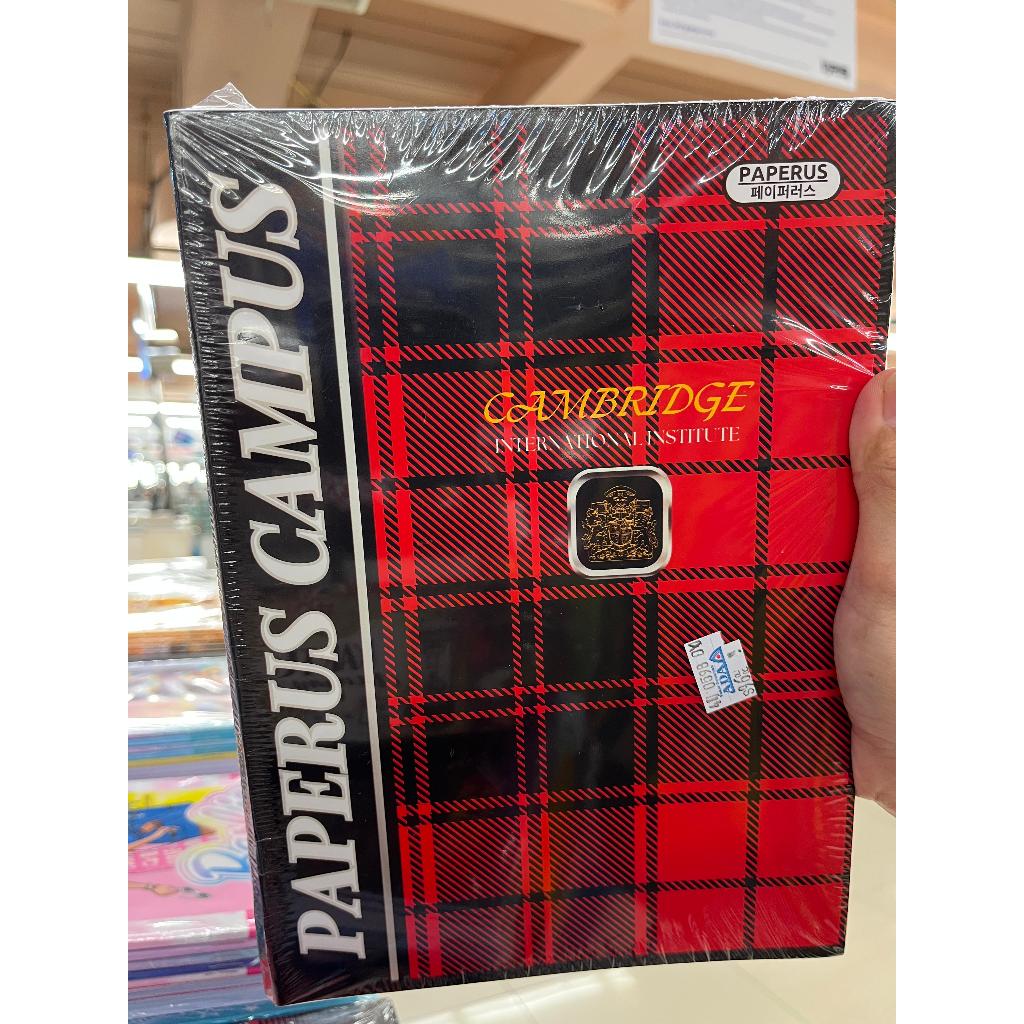 PAPERUS
페이퍼러스
PAPERUS CAMPUS
CAMBRIDGE
INTERNATIONAL INSTITUTE